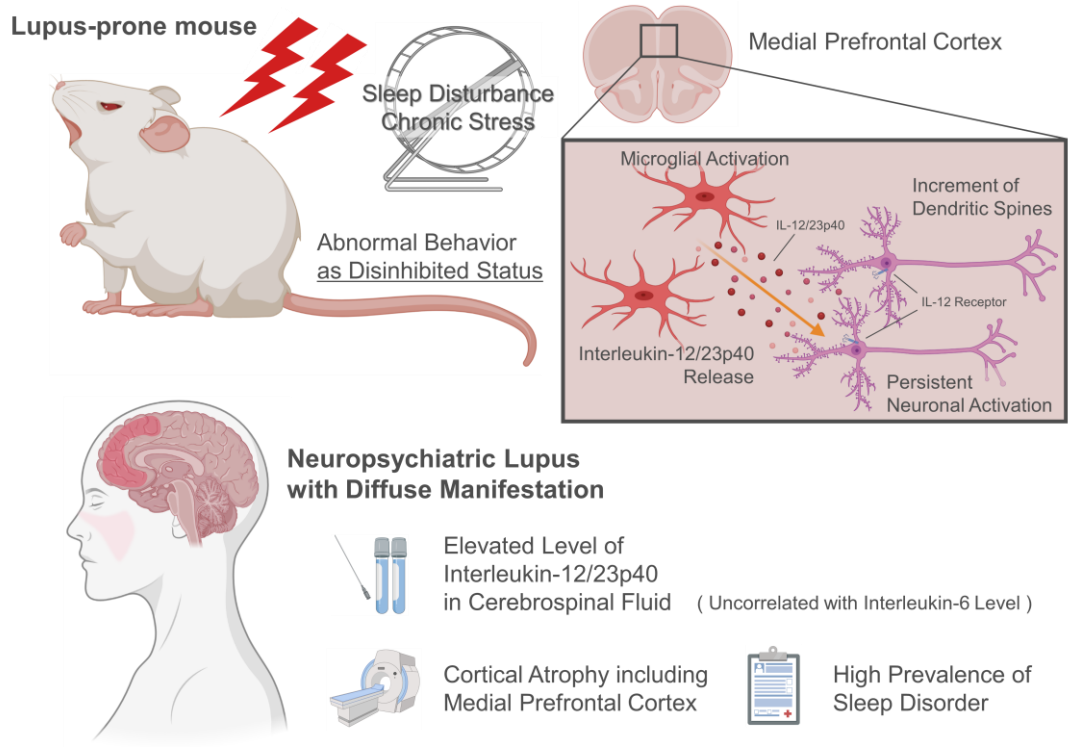 Lupus-prone mouse
Sleep Disturbance
Chronic Stress
Abnormal Behavior
as Disinhibited Status
Medial Prefrontal Cortex
Microglial Activation
Increment of
Dendritic Spines
IL-12/23p40
IL-12 Receptor
Interleukin-12/23p40
Release
Persistent
Neuronal Activation
Neuropsychiatric Lupus
with Diffuse Manifestation
Elevated Level of
Interleukin-12/23p40
in Cerebrospinal Fluid ( Uncorrelated with Interleukin-6 Level )
Cortical Atrophy including
Medial Prefrontal Cortex
High Prevalence of
Sleep Disorder